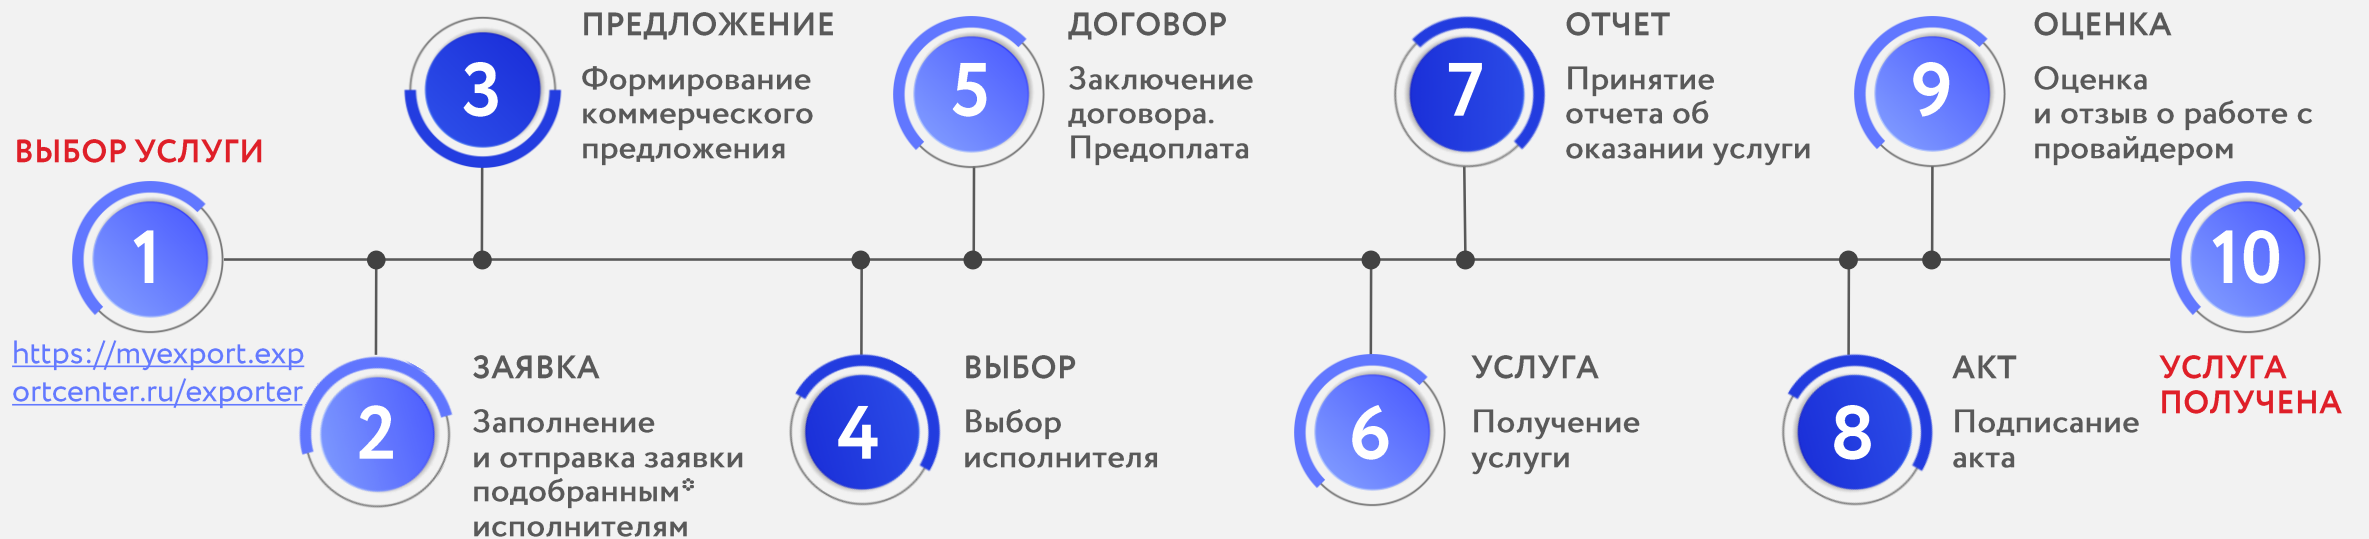 ВЫБОР УСЛУГИ
1
https://myexport.exp
ortcenter.ru/exporter
2
ЗАЯВКА
Заполнение
и отправка заявки
подобранным*
исполнителям
3
ПРЕДЛОЖЕНИЕ
Формирование
коммерческого
предложения
4
ВЫБОР
Выбор
исполнителя
5
ДОГОВОР
Заключение
договора.
Предоплата
6
УСЛУГА
Получение
услуги
7
ОТЧЕТ
Принятие
отчета об
оказании услуги
8
АКТ
Подписание
акта
9
ОЦЕНКА
Оценка
и отзыв о работе с
провайдером
10
УСЛУГА
ПОЛУЧЕНА